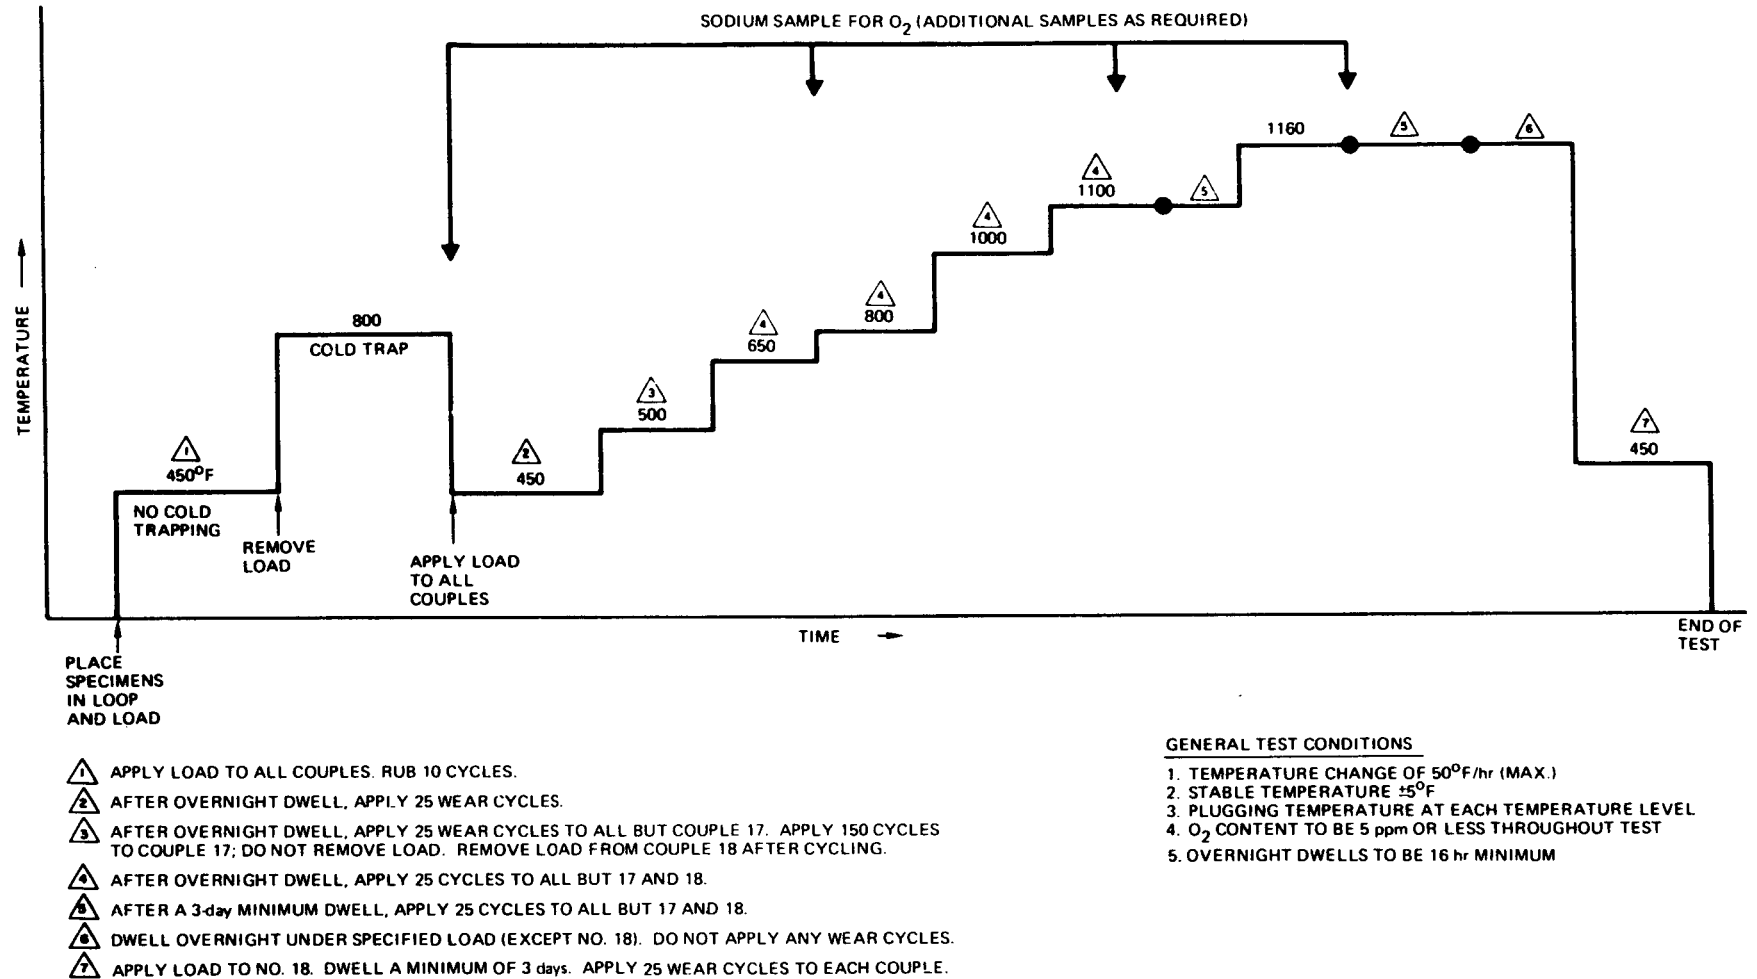 SODIUM SAMPLE FOR O2 (ADDITIONAL SAMPLES AS REQUIRED)
1160
5
6
4
1100
5
4
1000
4
800
4
650
3
500
800
COLD TRAP
2
450
1
450°F
NO COLD
TRAPPING
REMOVE
LOAD
APPLY LOAD
TO ALL
COUPLES
7
450
TEMPERATURE
TIME
END OF
TEST
PLACE
SPECIMENS
IN LOOP
AND LOAD
1 APPLY LOAD TO ALL COUPLES. RUB 10 CYCLES.
2 AFTER OVERNIGHT DWELL, APPLY 25 WEAR CYCLES.
3 AFTER OVERNIGHT DWELL, APPLY 25 WEAR CYCLES TO ALL BUT COUPLE 17. APPLY 150 CYCLES
TO COUPLE 17; DO NOT REMOVE LOAD. REMOVE LOAD FROM COUPLE 18 AFTER CYCLING.
4 AFTER OVERNIGHT DWELL, APPLY 25 CYCLES TO ALL BUT 17 AND 18.
5 AFTER A 3-day MINIMUM DWELL, APPLY 25 CYCLES TO ALL BUT 17 AND 18.
6 DWELL OVERNIGHT UNDER SPECIFIED LOAD (EXCEPT NO. 18). DO NOT APPLY ANY WEAR CYCLES.
7 APPLY LOAD TO NO. 18. DWELL A MINIMUM OF 3 days. APPLY 25 WEAR CYCLES TO EACH COUPLE.
GENERAL TEST CONDITIONS
1. TEMPERATURE CHANGE OF 50°F/hr (MAX.)
2. STABLE TEMPERATURE ±5°F
3. PLUGGING TEMPERATURE AT EACH TEMPERATURE LEVEL
4. O2 CONTENT TO BE 5 ppm OR LESS THROUGHOUT TEST
5. OVERNIGHT DWELLS TO BE 16 hr MINIMUM